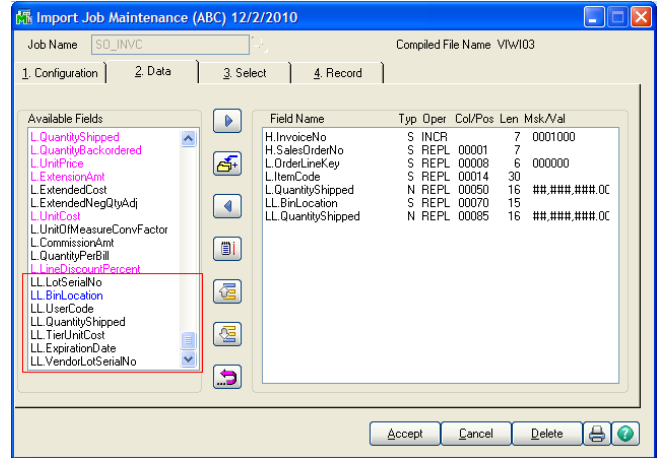 Import Job Maintenance (ABC) 12/2/2010
Job Name SO_INVC Compiled File Name VIWI03
1. Configuration 2. Data 3. Select 4. Record
Available Fields
L.QuantityShipped
L.QuantityBackordered
L.UnitPrice
L.ExtensionAmt
L.ExtendedCost
L.ExtendedNegQtyAdj
L.UnitCost
L.UnitOfMeasureConvFactor
L.CommissionAmt
L.QuantityPerBill
L.LineDiscountPercent
LL.LotSerialNo
LL.BinLocation
LL.UserCode
LL.QuantityShipped
LL.TierUnitCost
LL.ExpirationDate
LL.VendorLotSerialNo
Field Name Typ Oper Col/Pos Len Msk/Val
H.InvoiceNo S INCR 7 0001000
H.SalesOrderNo S REPL 00001 7
L.OrderLineKey S REPL 00008 6 000000
L.ItemCode S REPL 00014 30
L.QuantityShipped N REPL 00050 16 ##,###,###.0C
LL.BinLocation S REPL 00070 15
LL.QuantityShipped N REPL 00085 16 ##,###,###.0C
Accept Cancel Delete